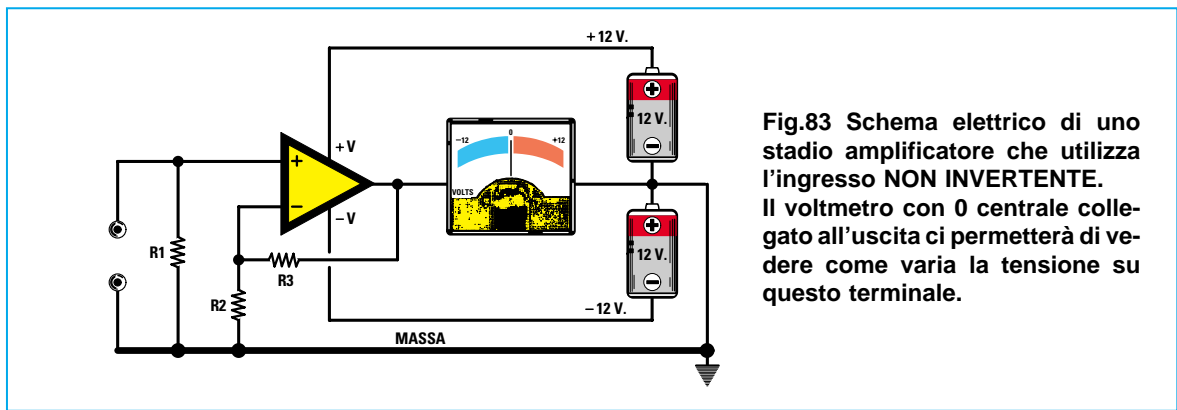 +12 V.
12 V.
–12
0
+12
+V
VOLTS
–V
R1
R3
R2
12 V.
–12 V.
MASSA
Fig.83 Schema elettrico di uno
stadio amplificatore che utilizza
l'ingresso NON INVERTENTE.
Il voltmetro con 0 centrale colle-
gato all'uscita ci permetterà di ve-
dere come varia la tensione su
questo terminale.